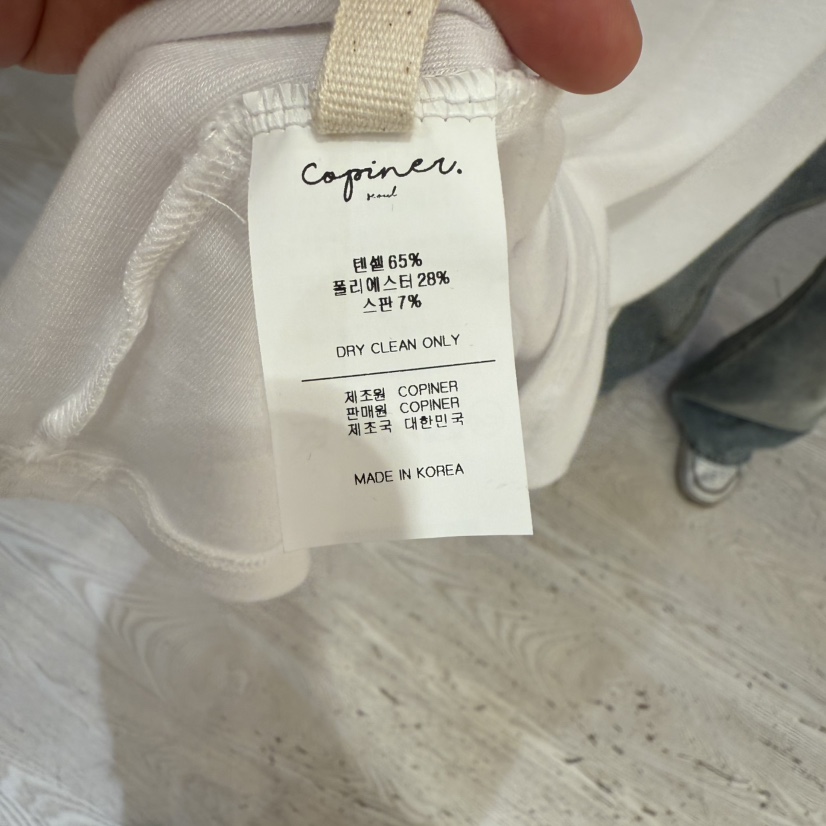 Copiner.
seoul
텐셀 65%
폴리에스터 28%
스판 7%
DRY CLEAN ONLY
제조원 COPINER
판매원 COPINER
제조국 대한민국
MADE IN KOREA